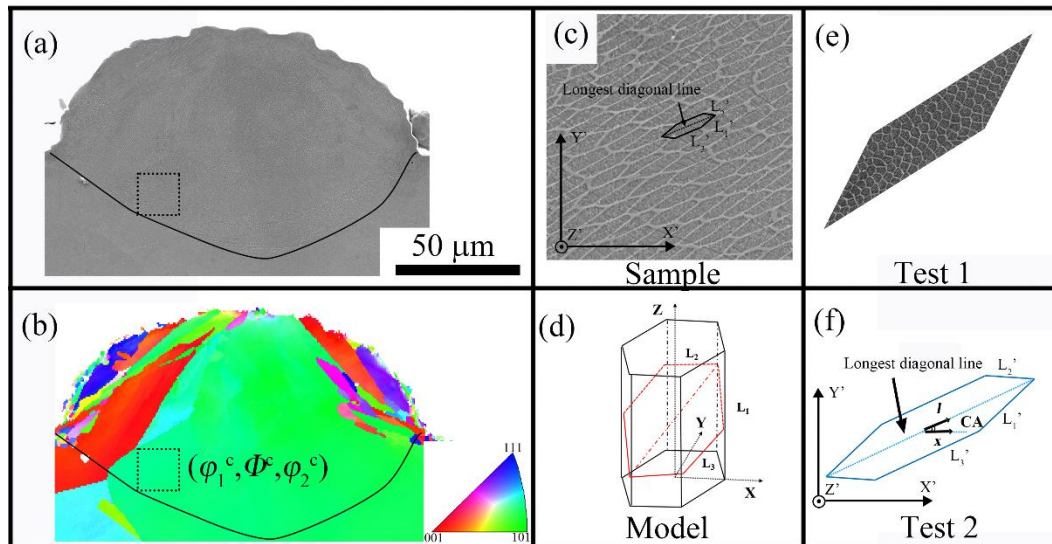 (a)
50 μm
(b)
(φ₁ᶜ,Φᶜ,φ₂ᶜ)
111
001
101
(c)
Longest diagonal line
L₂'
L₁'
L₃'
Y'
Z'
X'
Sample
(d)
Z
L₂
L₁
Y
L₃
X
Model
(e)
Test 1
(f)
Longest diagonal line
L₂'
Y'
l
CA
L₁'
x
L₃'
Z'
X'
Test 2